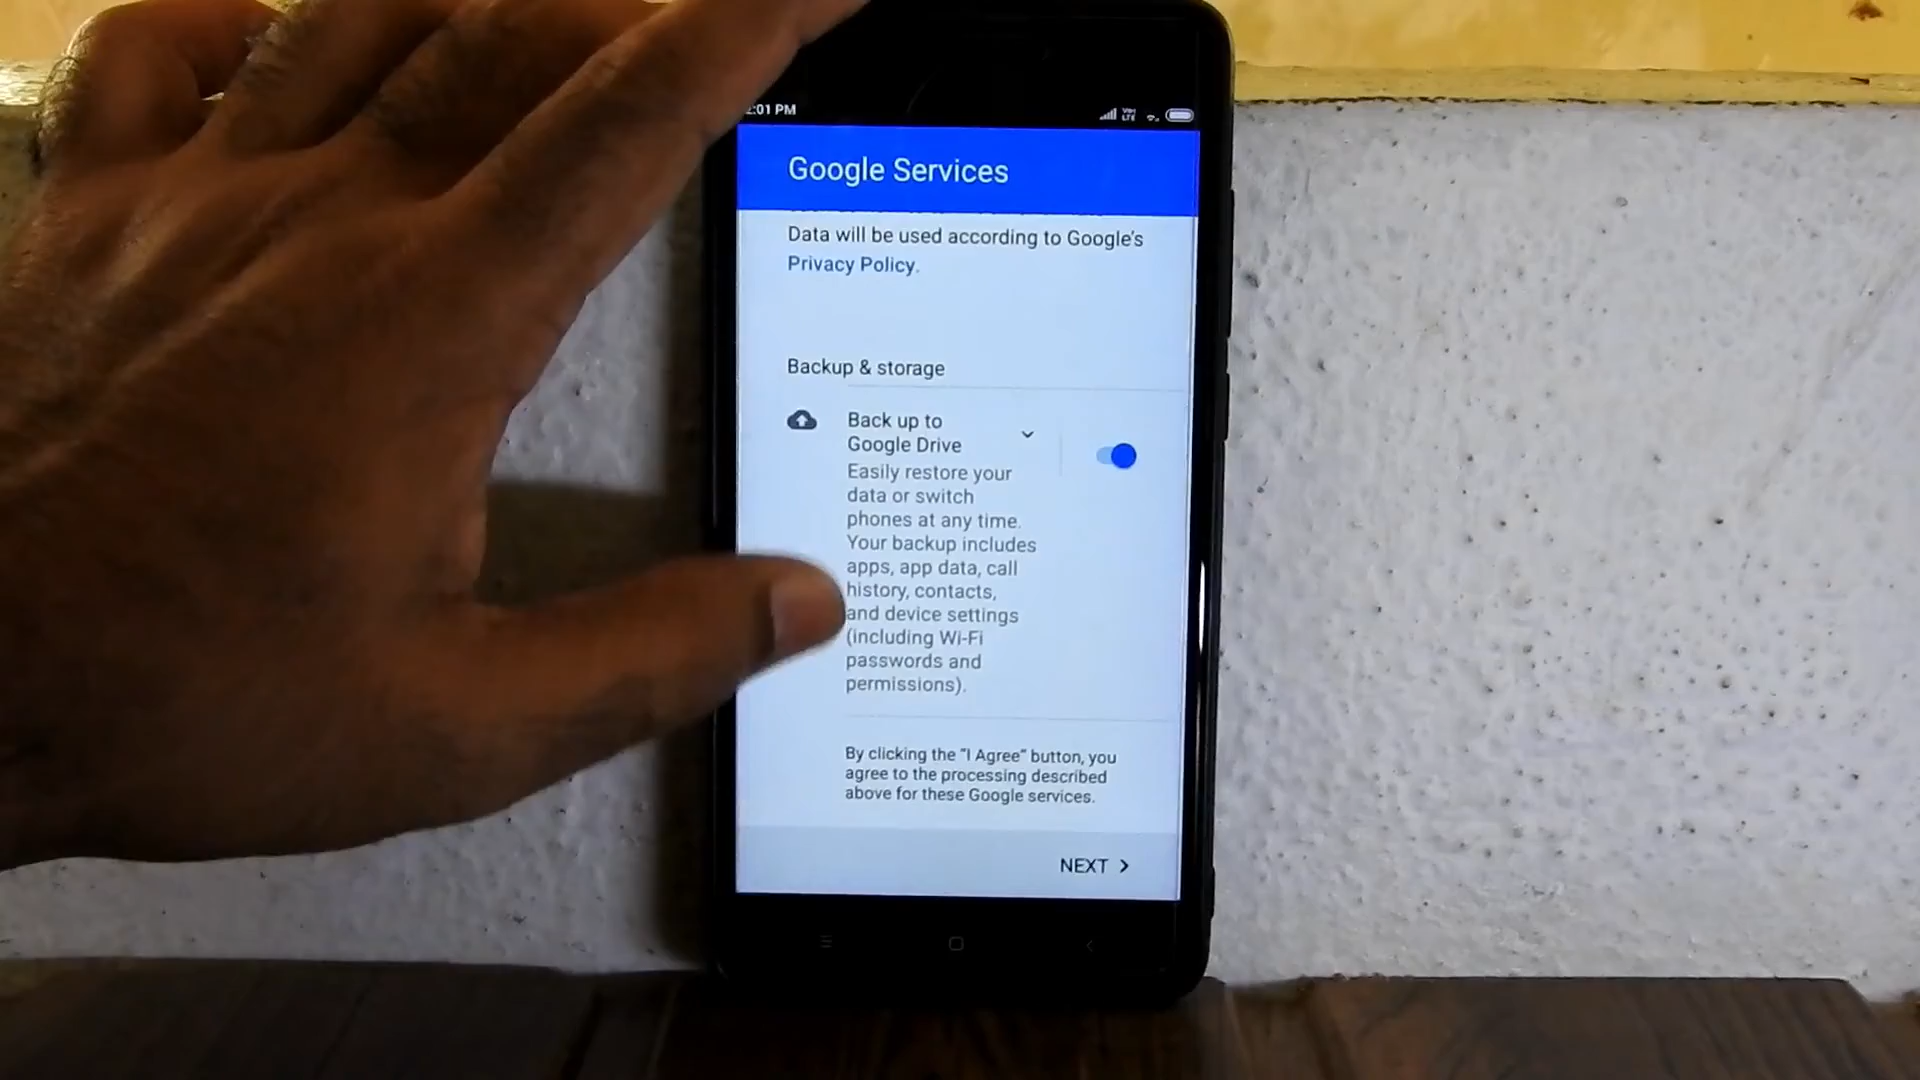 :01 PM
VoLTE
Google Services
Data will be used according to Google's
Privacy Policy.
Backup & storage
Back up to
Google Drive
Easily restore your
data or switch
phones at any time.
Your backup includes
apps, app data, call
history, contacts,
and device settings
(including Wi-Fi
passwords and
permissions).
By clicking the "I Agree" button, you
agree to the processing described
above for these Google services.
NEXT